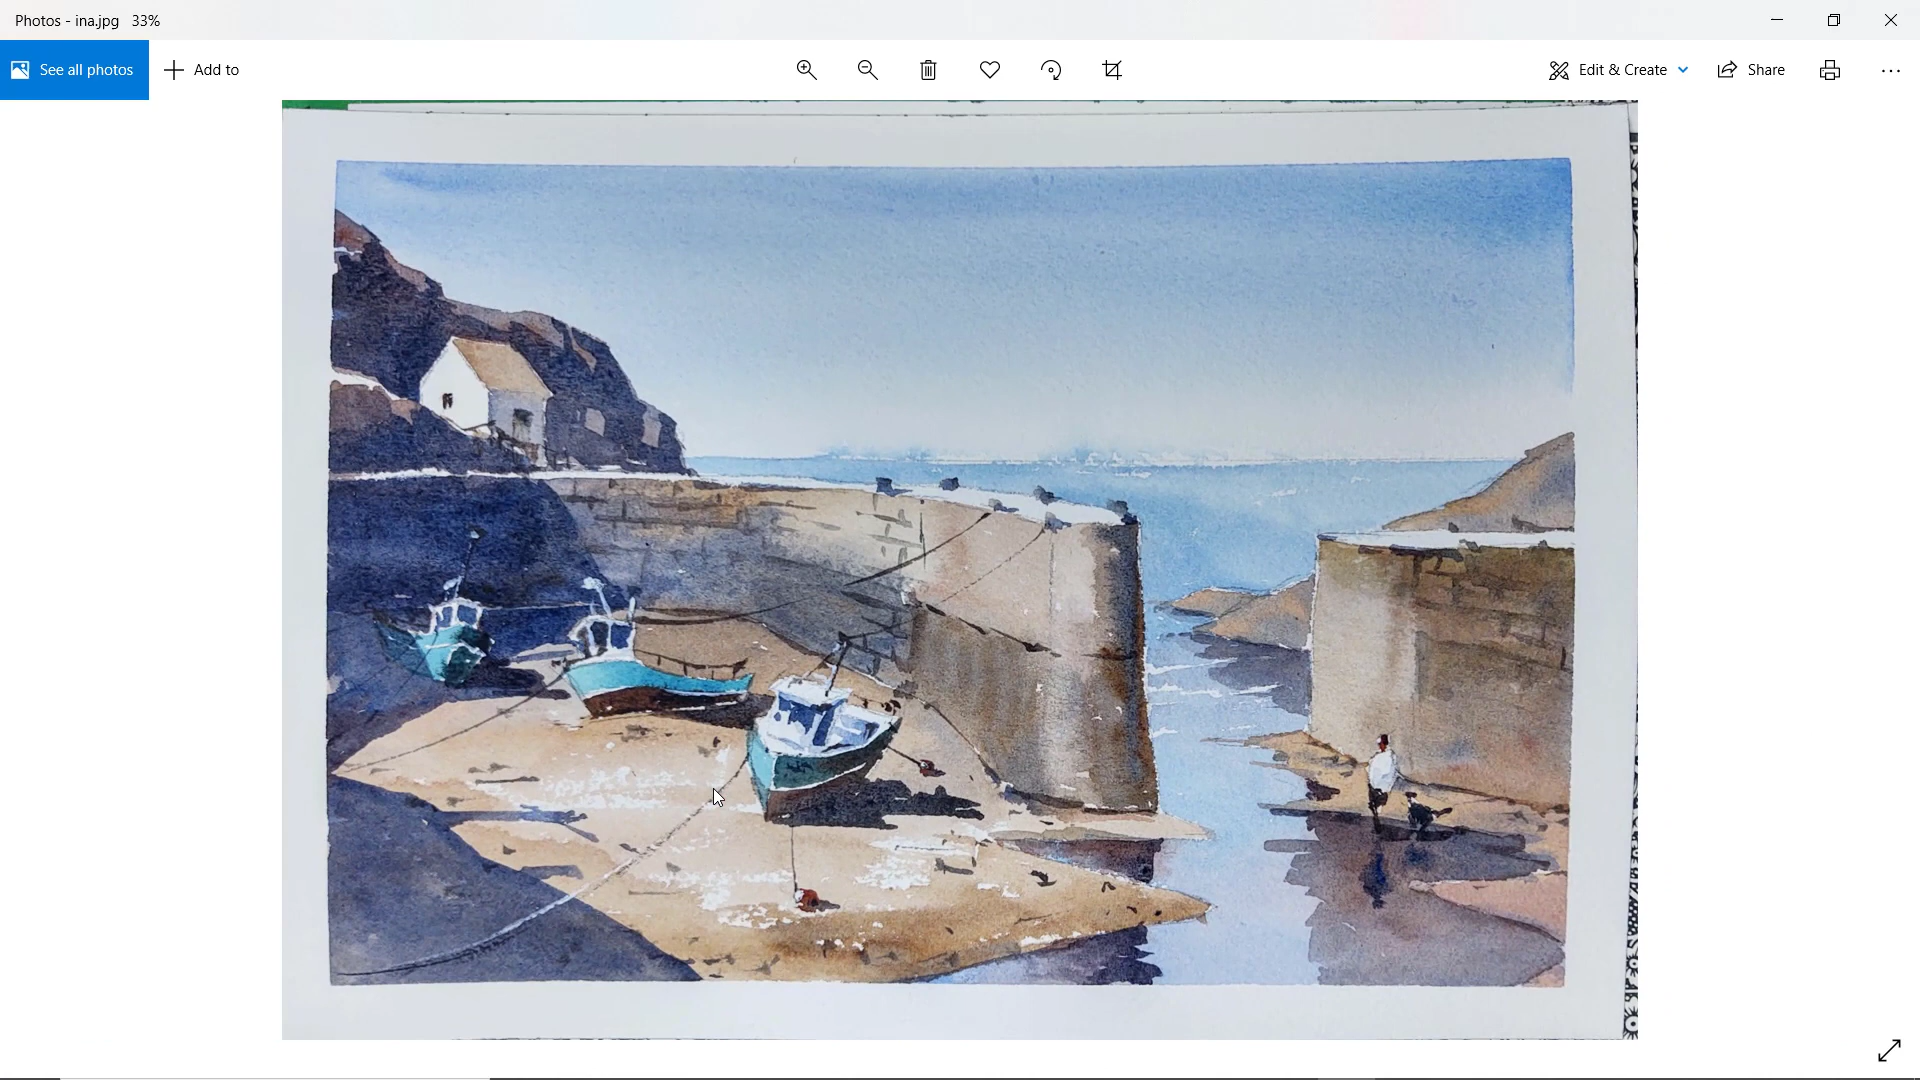 Photos - ina.jpg 33%
See all photos
Add to
Edit & Create
Share